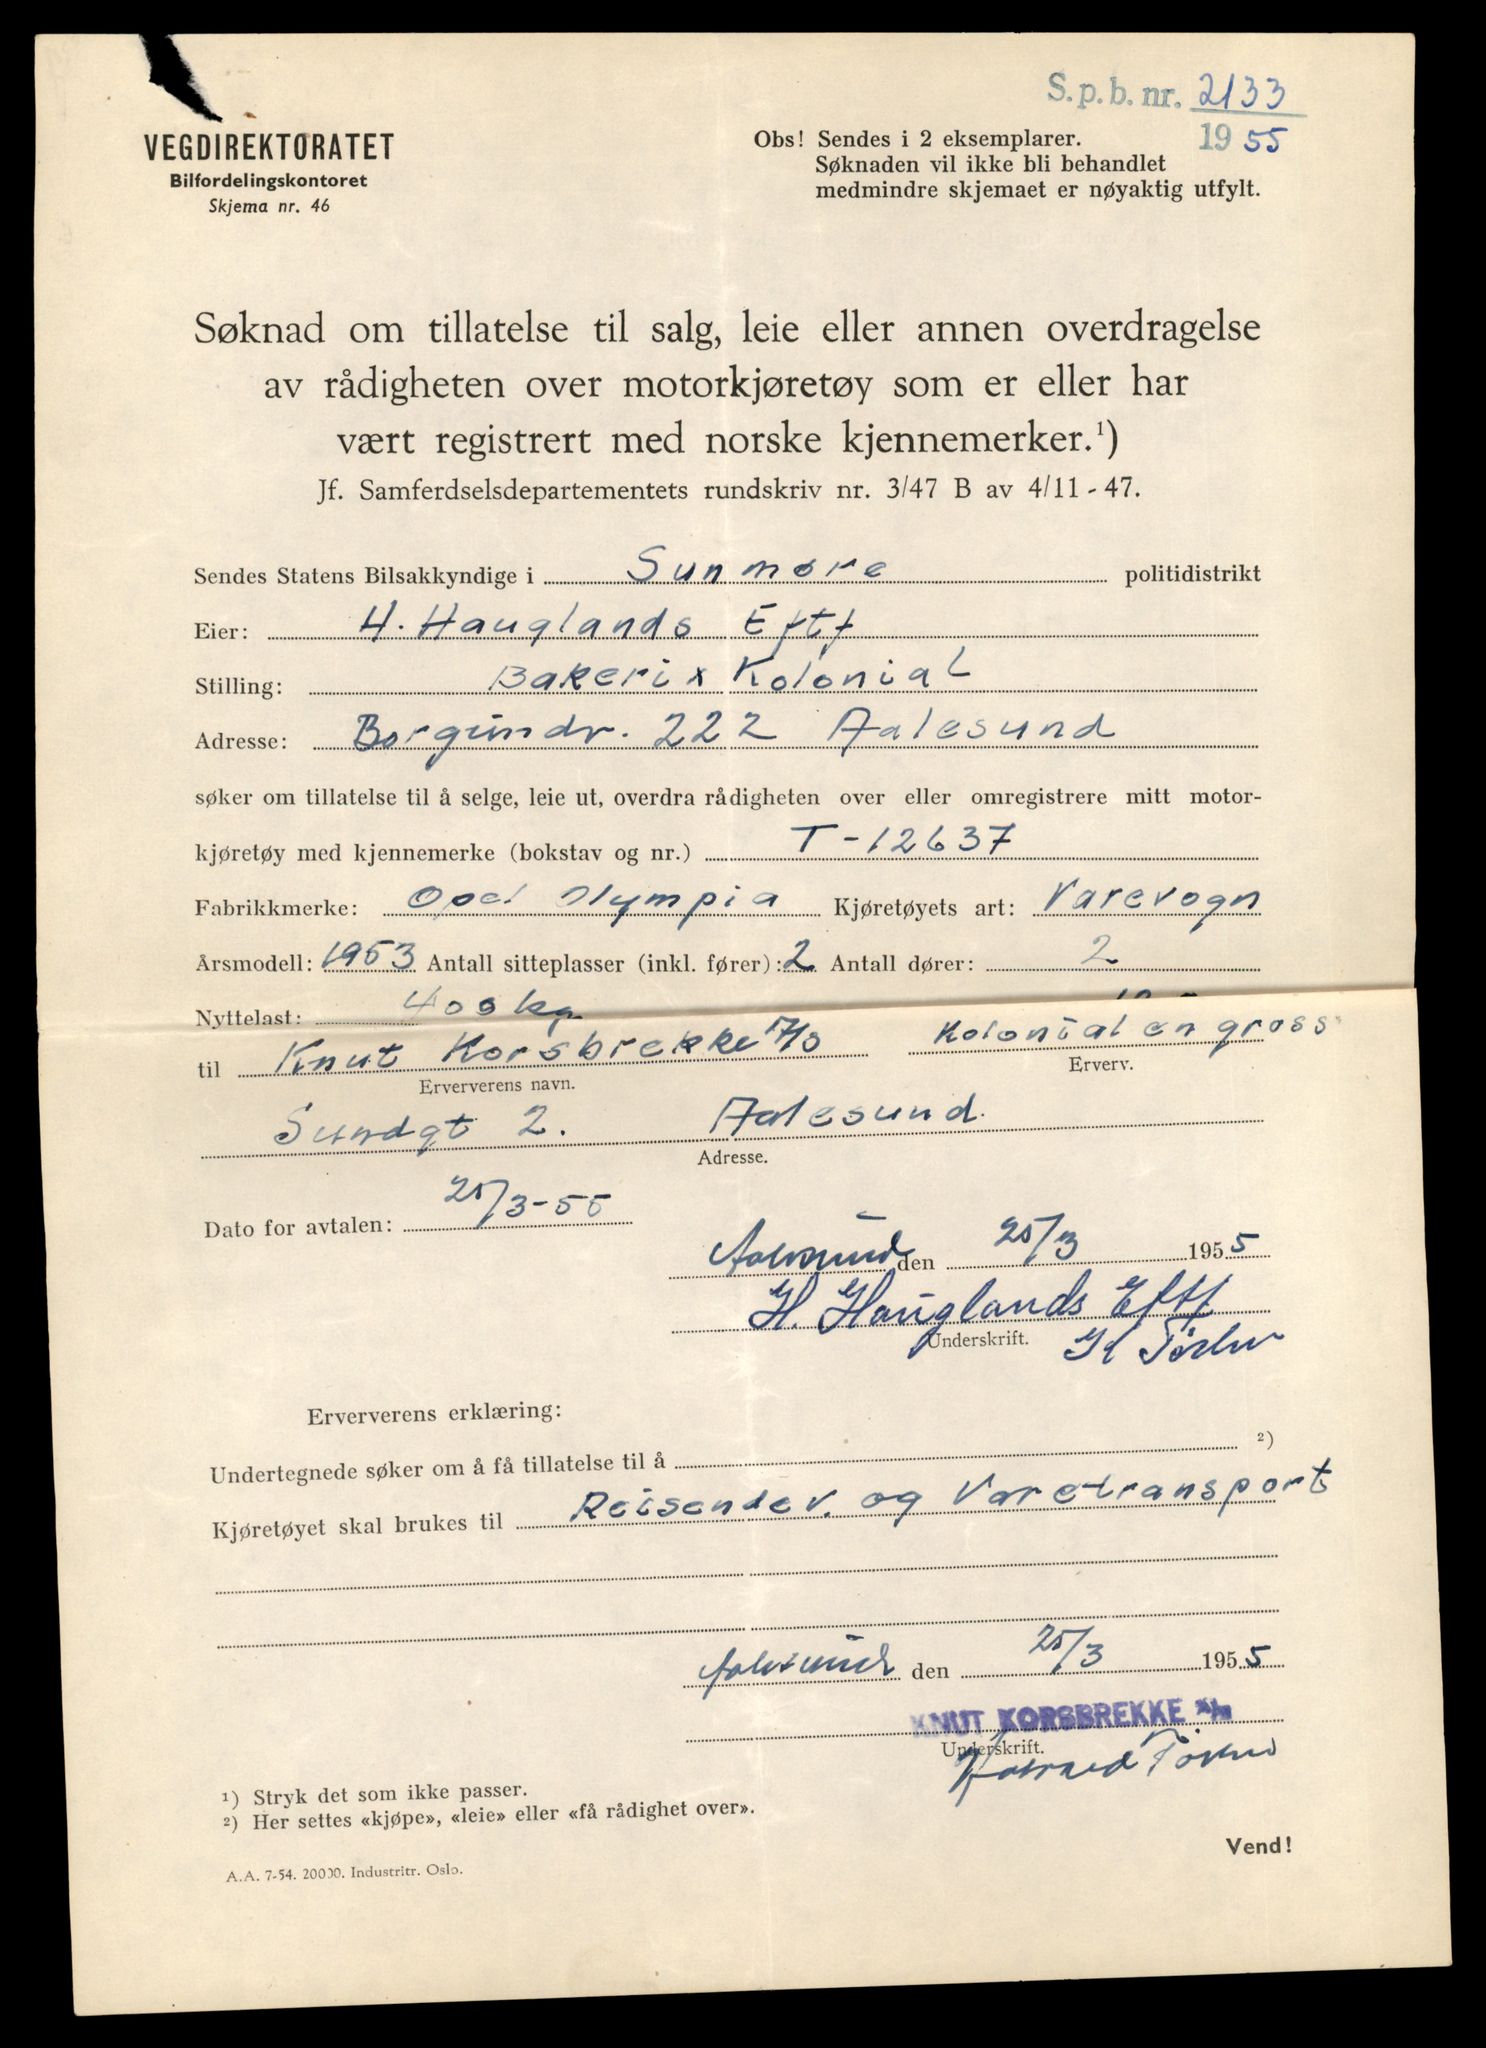 S.p.b. nr. 2133
1955
VEGDIREKTORATET
Bilfordelingskontoret
Skjema nr. 46
Obs! Sendes i 2 eksemplarer.
Søknaden vil ikke bli behandlet
medmindre skjemaet er nøyaktig utfylt.
Søknad om tillatelse til salg, leie eller annen overdragelse
av rådigheten over motorkjøretøy som er eller har
vært registrert med norske kjennemerker.¹)
Jf. Samferdselsdepartementets rundskriv nr. 3/47 B av 4/11 - 47.
Sendes Statens Bilsakkyndige i Sunmøre politidistrikt
Eier: H. Hauglands Eftf
Stilling: Bakeri x Kolonial
Adresse: Borgundv. 222 Aalesund
søker om tillatelse til å selge, leie ut, overdra rådigheten over eller omregistrere mitt motor-
kjøretøy med kjennemerke (bokstav og nr.) T-12637
Fabrikkmerke: Opel Olympia Kjøretøyets art: Varevogn
Årsmodell: 1953 Antall sitteplasser (inkl. fører): 2 Antall dører: 2
Nyttelast: 400 kg
til Knut Korsbrekke A/S Kolonial en gross
Erververens navn. Erverv.
Sundgt 2. Aalesund.
Adresse.
Dato for avtalen: 25/3-55
Aalesund den 25/3 1955
H. Hauglands Eftf
Underskrift.
Erververens erklæring:
Undertegnede søker om å få tillatelse til å ²)
Kjøretøyet skal brukes til Reisendev. og Varetransport
Aalesund den 25/3 1955
KNUT KORSBREKKE A/S
Underskrift.
¹) Stryk det som ikke passer.
²) Her settes «kjøpe», «leie» eller «få rådighet over».
Vend!
A.A. 7-54. 20000. Industritr. Oslo.